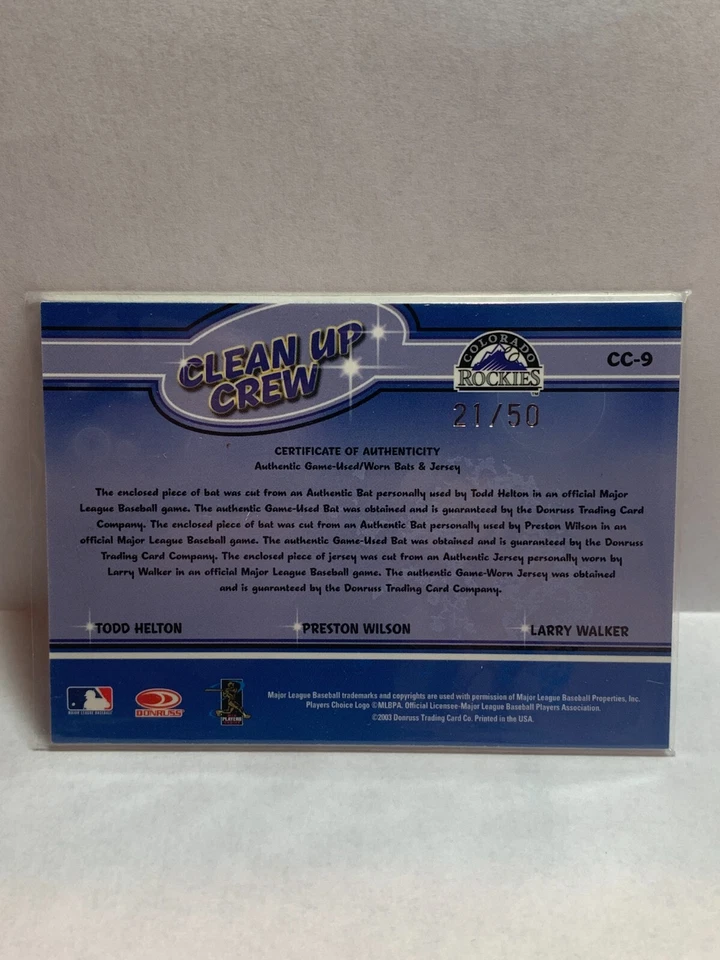 CLEAN UP
CREW
COLORADO
ROCKIES
TM
CC-9
21/50
CERTIFICATE OF AUTHENTICITY
Authentic Game-Used/Worn Bats & Jersey
The enclosed piece of bat was cut from an Authentic Bat personally used by Todd Helton in an official Major
League Baseball game. The authentic Game-Used Bat was obtained and is guaranteed by the Donruss Trading Card
Company. The enclosed piece of bat was cut from an Authentic Bat personally used by Preston Wilson in an
official Major League Baseball game. The authentic Game-Used Bat was obtained and is guaranteed by the Donruss
Trading Card Company. The enclosed piece of jersey was cut from an Authentic Jersey personally worn by
Larry Walker in an official Major League Baseball game. The authentic Game-Worn Jersey was obtained
and is guaranteed by the Donruss Trading Card Company.
TODD HELTON PRESTON WILSON LARRY WALKER
MAJOR LEAGUE BASEBALL
DONRUSS
PLAYERS
CHOICE
Major League Baseball trademarks and copyrights are used with permission of Major League Baseball Properties, Inc.
Players Choice Logo ©MLBPA. Official Licensee-Major League Baseball Players Association.
©2003 Donruss Trading Card Co. Printed in the USA.